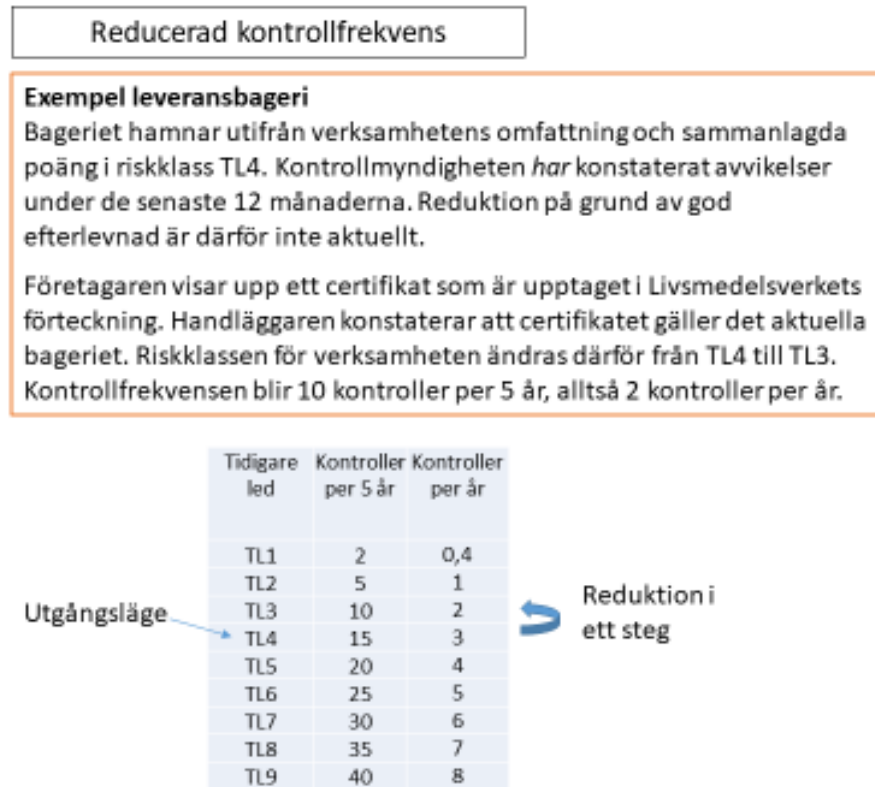 Reducerad kontrollfrekvens
Exempel leveransbageri
Bageriet hamnar utifrån verksamhetens omfattning och sammanlagda
poäng i riskklass TL4. Kontrollmyndigheten har konstaterat avvikelser
under de senaste 12 månaderna. Reduktion på grund av god
efterlevnad är därför inte aktuellt.
Företagaren visar upp ett certifikat som är upptaget i Livsmedelsverkets
förteckning. Handläggaren konstaterar att certifikatet gäller det aktuella
bageriet. Riskklassen för verksamheten ändras därför från TL4 till TL3.
Kontrollfrekvensen blir 10 kontroller per 5 år, alltså 2 kontroller per år.
Tidigare Kontroller Kontroller
led per 5 år per år
TL1 2 0,4
TL2 5 1
TL3 10 2
TL4 15 3
TL5 20 4
TL6 25 5
TL7 30 6
TL8 35 7
TL9 40 8
Utgångsläge
Reduktion i
ett steg